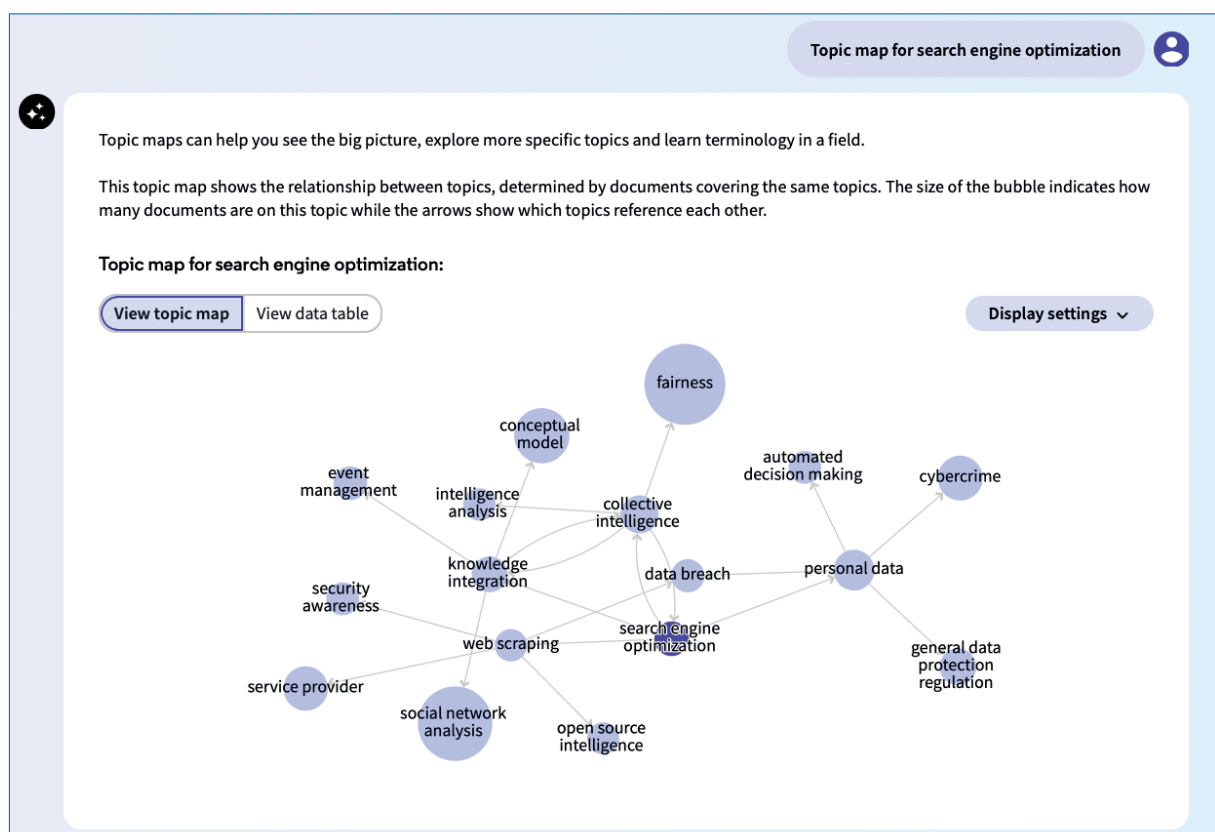 Topic map for search engine optimization
Topic maps can help you see the big picture, explore more specific topics and learn terminology in a field.
This topic map shows the relationship between topics, determined by documents covering the same topics. The size of the bubble indicates how
many documents are on this topic while the arrows show which topics reference each other.
Topic map for search engine optimization:
View topic map
View data table
Display settings
fairness
conceptual
model
automated
decision making
event
management
cybercrime
intelligence
analysis
collective
intelligence
knowledge
integration
data breach
personal data
security
awareness
search engine
optimization
web scraping
general data
protection
regulation
service provider
social network
analysis
open source
intelligence